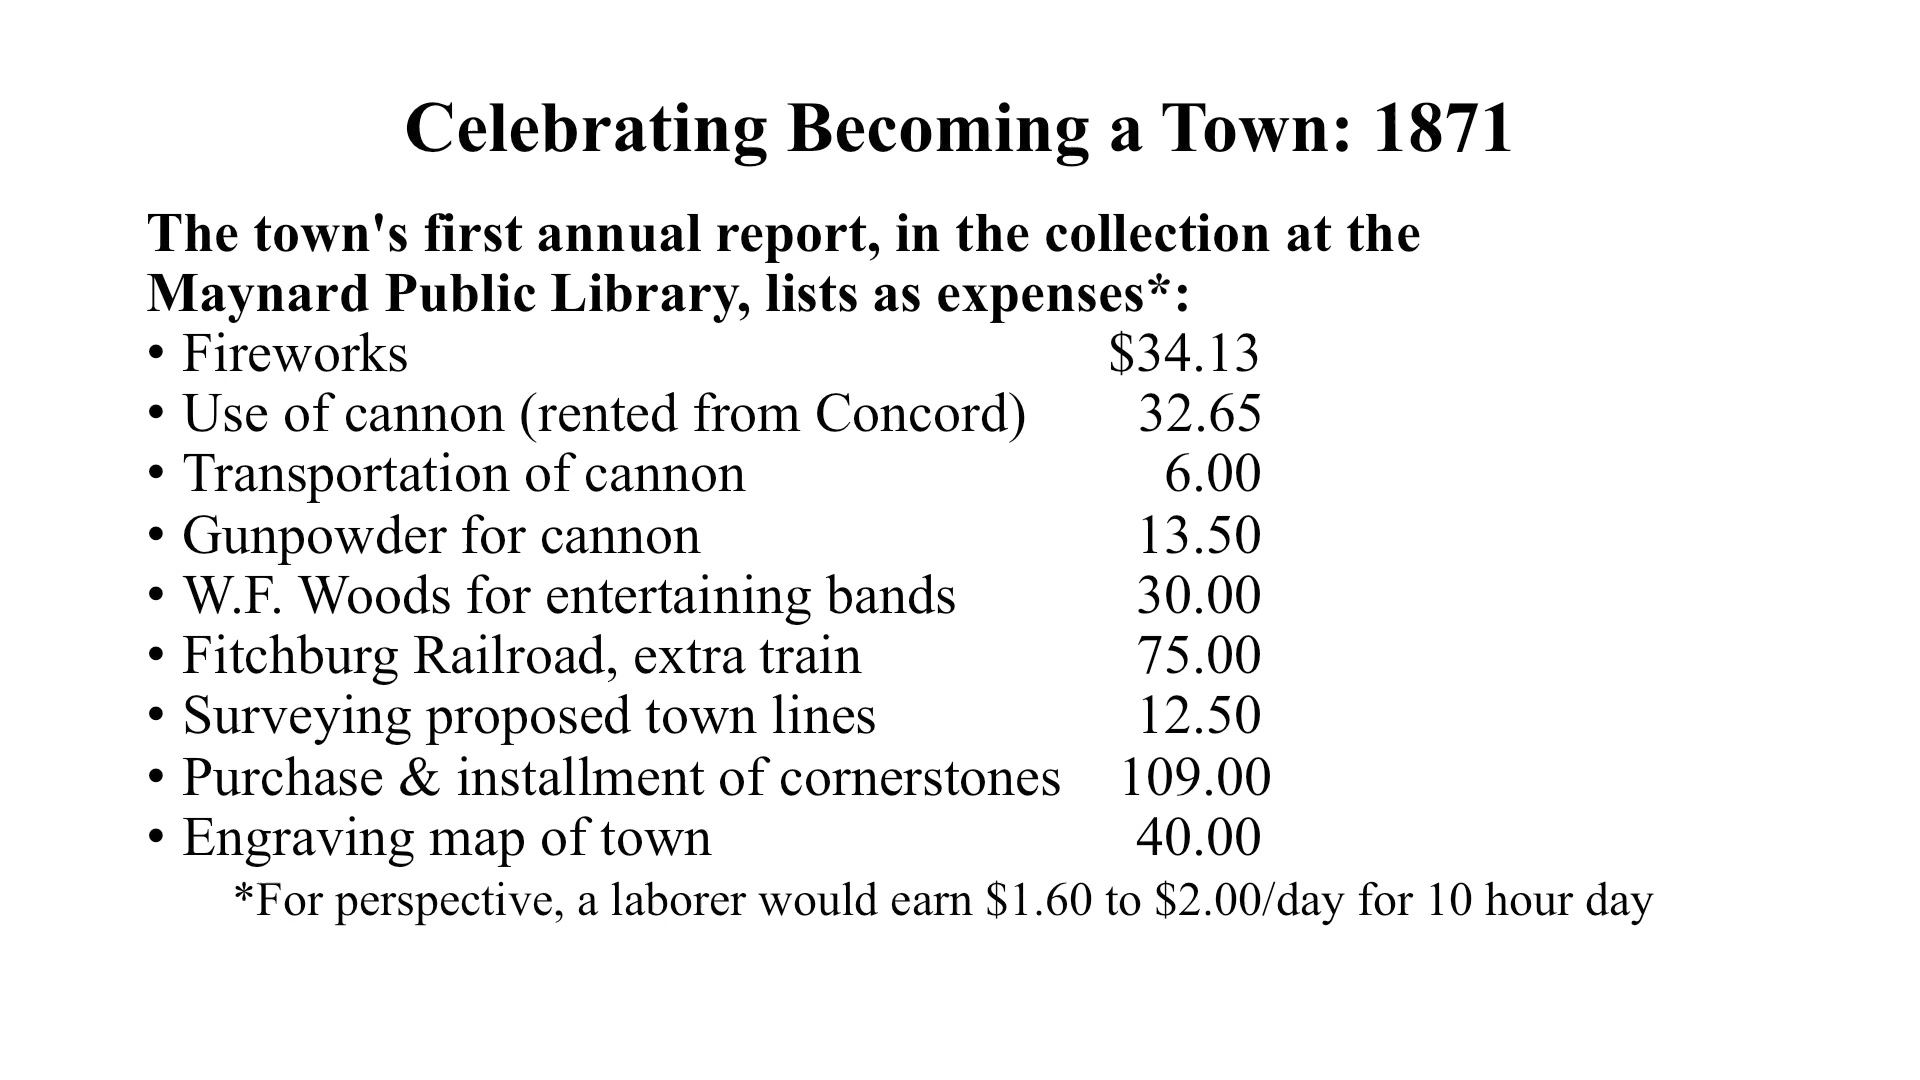 Celebrating Becoming a Town: 1871
The town's first annual report, in the collection at the
Maynard Public Library, lists as expenses*:
• Fireworks $34.13
• Use of cannon (rented from Concord) 32.65
• Transportation of cannon 6.00
• Gunpowder for cannon 13.50
• W.F. Woods for entertaining bands 30.00
• Fitchburg Railroad, extra train 75.00
• Surveying proposed town lines 12.50
• Purchase & installment of cornerstones 109.00
• Engraving map of town 40.00
*For perspective, a laborer would earn $1.60 to $2.00/day for 10 hour day